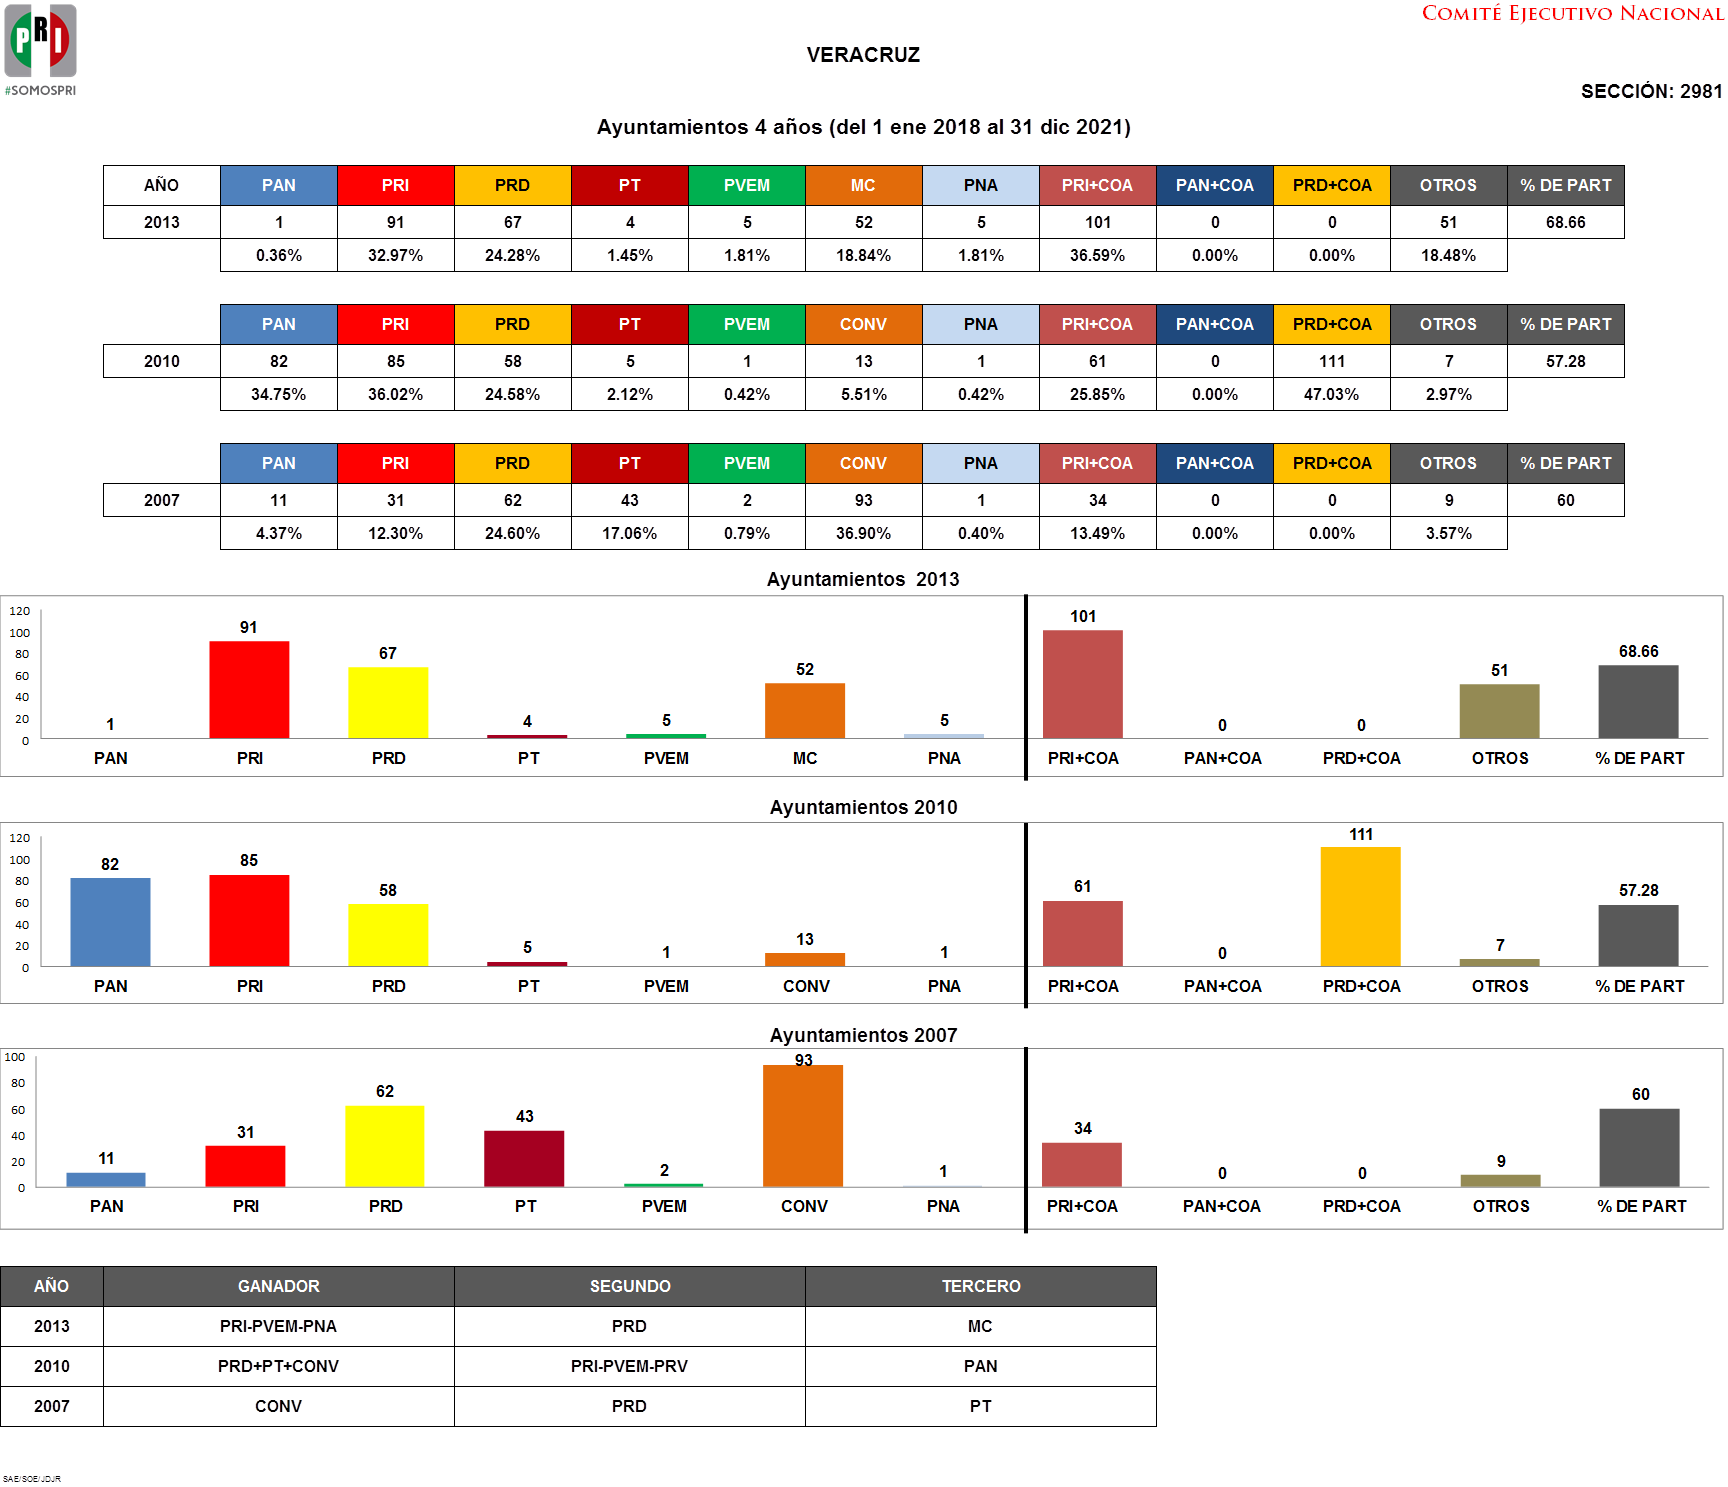 PRI
#SOMOSPRI
COMITÉ EJECUTIVO NACIONAL
VERACRUZ
SECCIÓN: 2981
Ayuntamientos 4 años (del 1 ene 2018 al 31 dic 2021)
AÑO PAN PRI PRD PT PVEM MC PNA PRI+COA PAN+COA PRD+COA OTROS % DE PART
2013 1 91 67 4 5 52 5 101 0 0 51 68.66
0.36% 32.97% 24.28% 1.45% 1.81% 18.84% 1.81% 36.59% 0.00% 0.00% 18.48%
PAN PRI PRD PT PVEM CONV PNA PRI+COA PAN+COA PRD+COA OTROS % DE PART
2010 82 85 58 5 1 13 1 61 0 111 7 57.28
34.75% 36.02% 24.58% 2.12% 0.42% 5.51% 0.42% 25.85% 0.00% 47.03% 2.97%
PAN PRI PRD PT PVEM CONV PNA PRI+COA PAN+COA PRD+COA OTROS % DE PART
2007 11 31 62 43 2 93 1 34 0 0 9 60
4.37% 12.30% 24.60% 17.06% 0.79% 36.90% 0.40% 13.49% 0.00% 0.00% 3.57%
Ayuntamientos 2013
120
100
80
60
40
20
0
1 91 67 4 5 52 5 101 0 0 51 68.66
PAN PRI PRD PT PVEM MC PNA PRI+COA PAN+COA PRD+COA OTROS % DE PART
Ayuntamientos 2010
120
100
80
60
40
20
0
82 85 58 5 1 13 1 61 0 111 7 57.28
PAN PRI PRD PT PVEM CONV PNA PRI+COA PAN+COA PRD+COA OTROS % DE PART
Ayuntamientos 2007
100
80
60
40
20
0
11 31 62 43 2 93 1 34 0 0 9 60
PAN PRI PRD PT PVEM CONV PNA PRI+COA PAN+COA PRD+COA OTROS % DE PART
AÑO GANADOR SEGUNDO TERCERO
2013 PRI-PVEM-PNA PRD MC
2010 PRD+PT+CONV PRI-PVEM-PRV PAN
2007 CONV PRD PT
SAE/SOE/JDJR